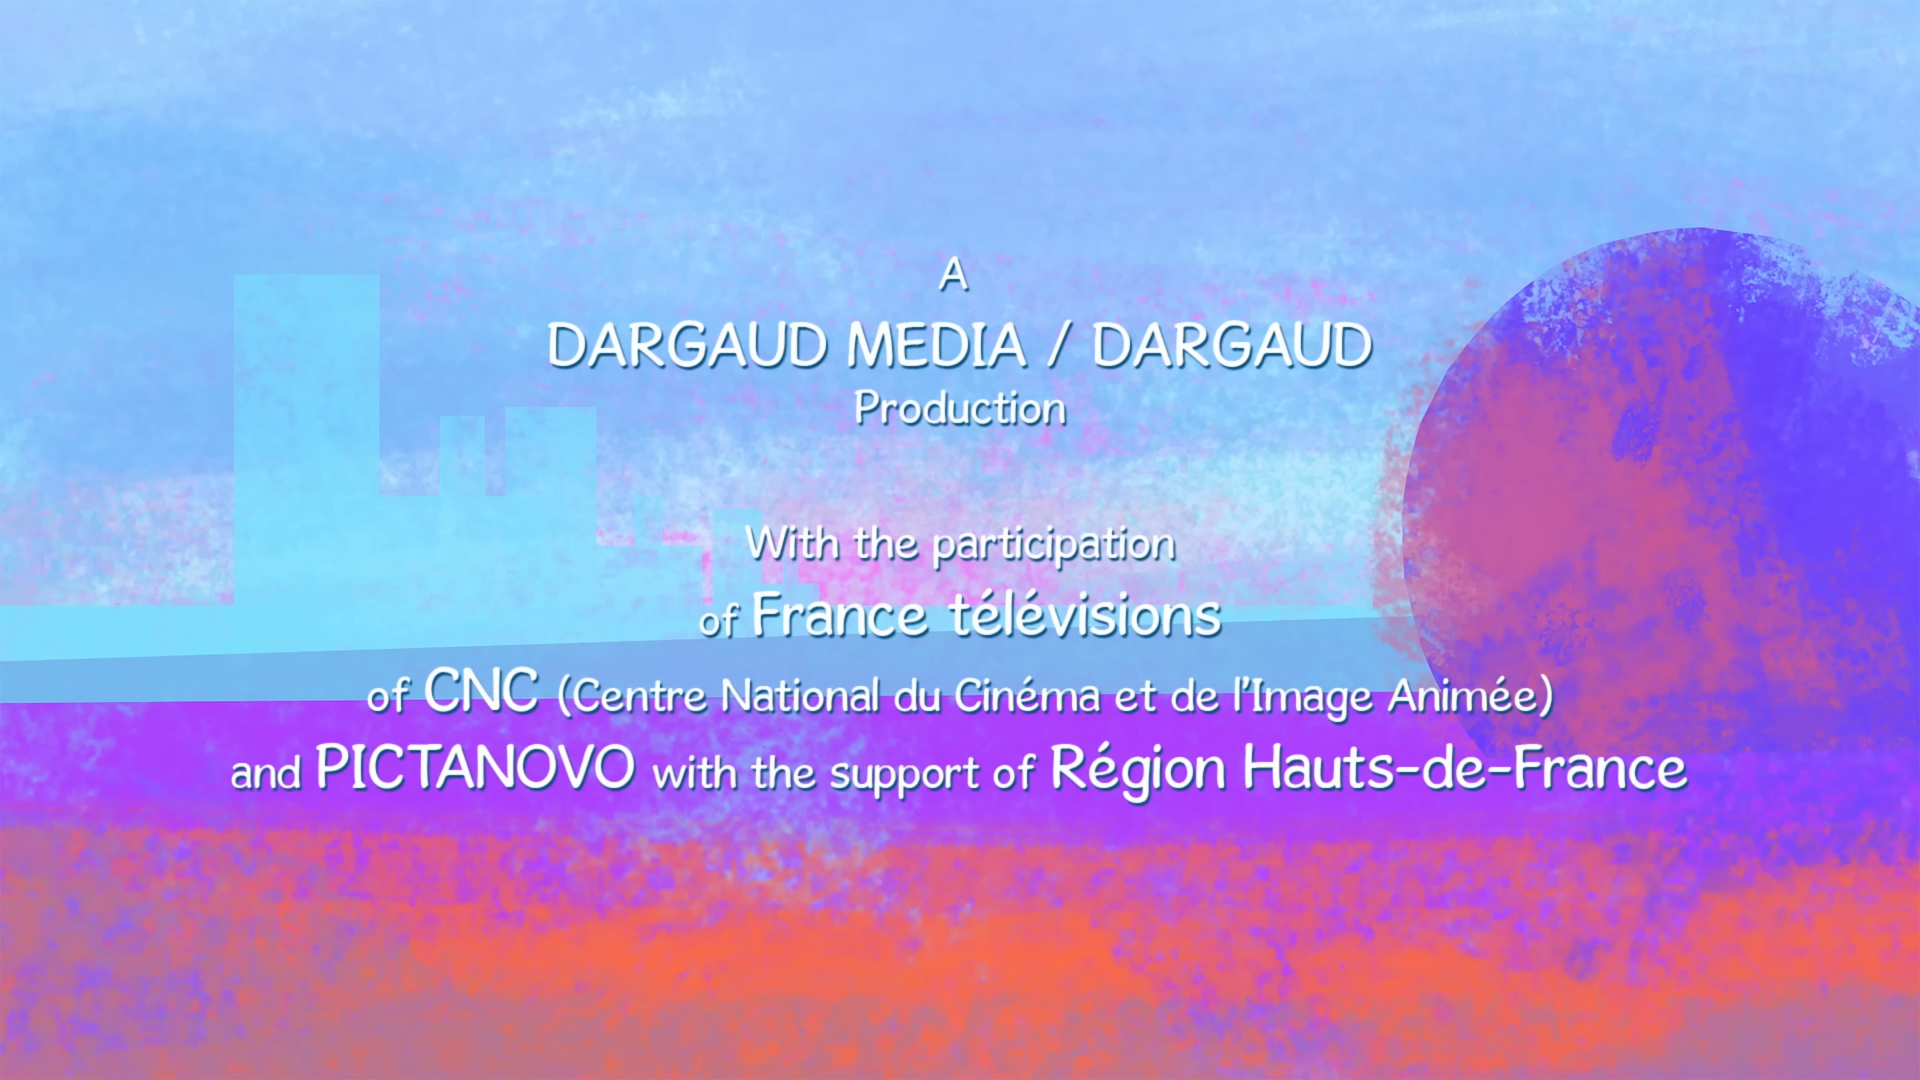 A
DARGAUD MEDIA / DARGAUD
Production
With the participation
of France télévisions
of CNC (Centre National du Cinéma et de l'Image Animée)
and PICTANOVO with the support of Région Hauts-de-France